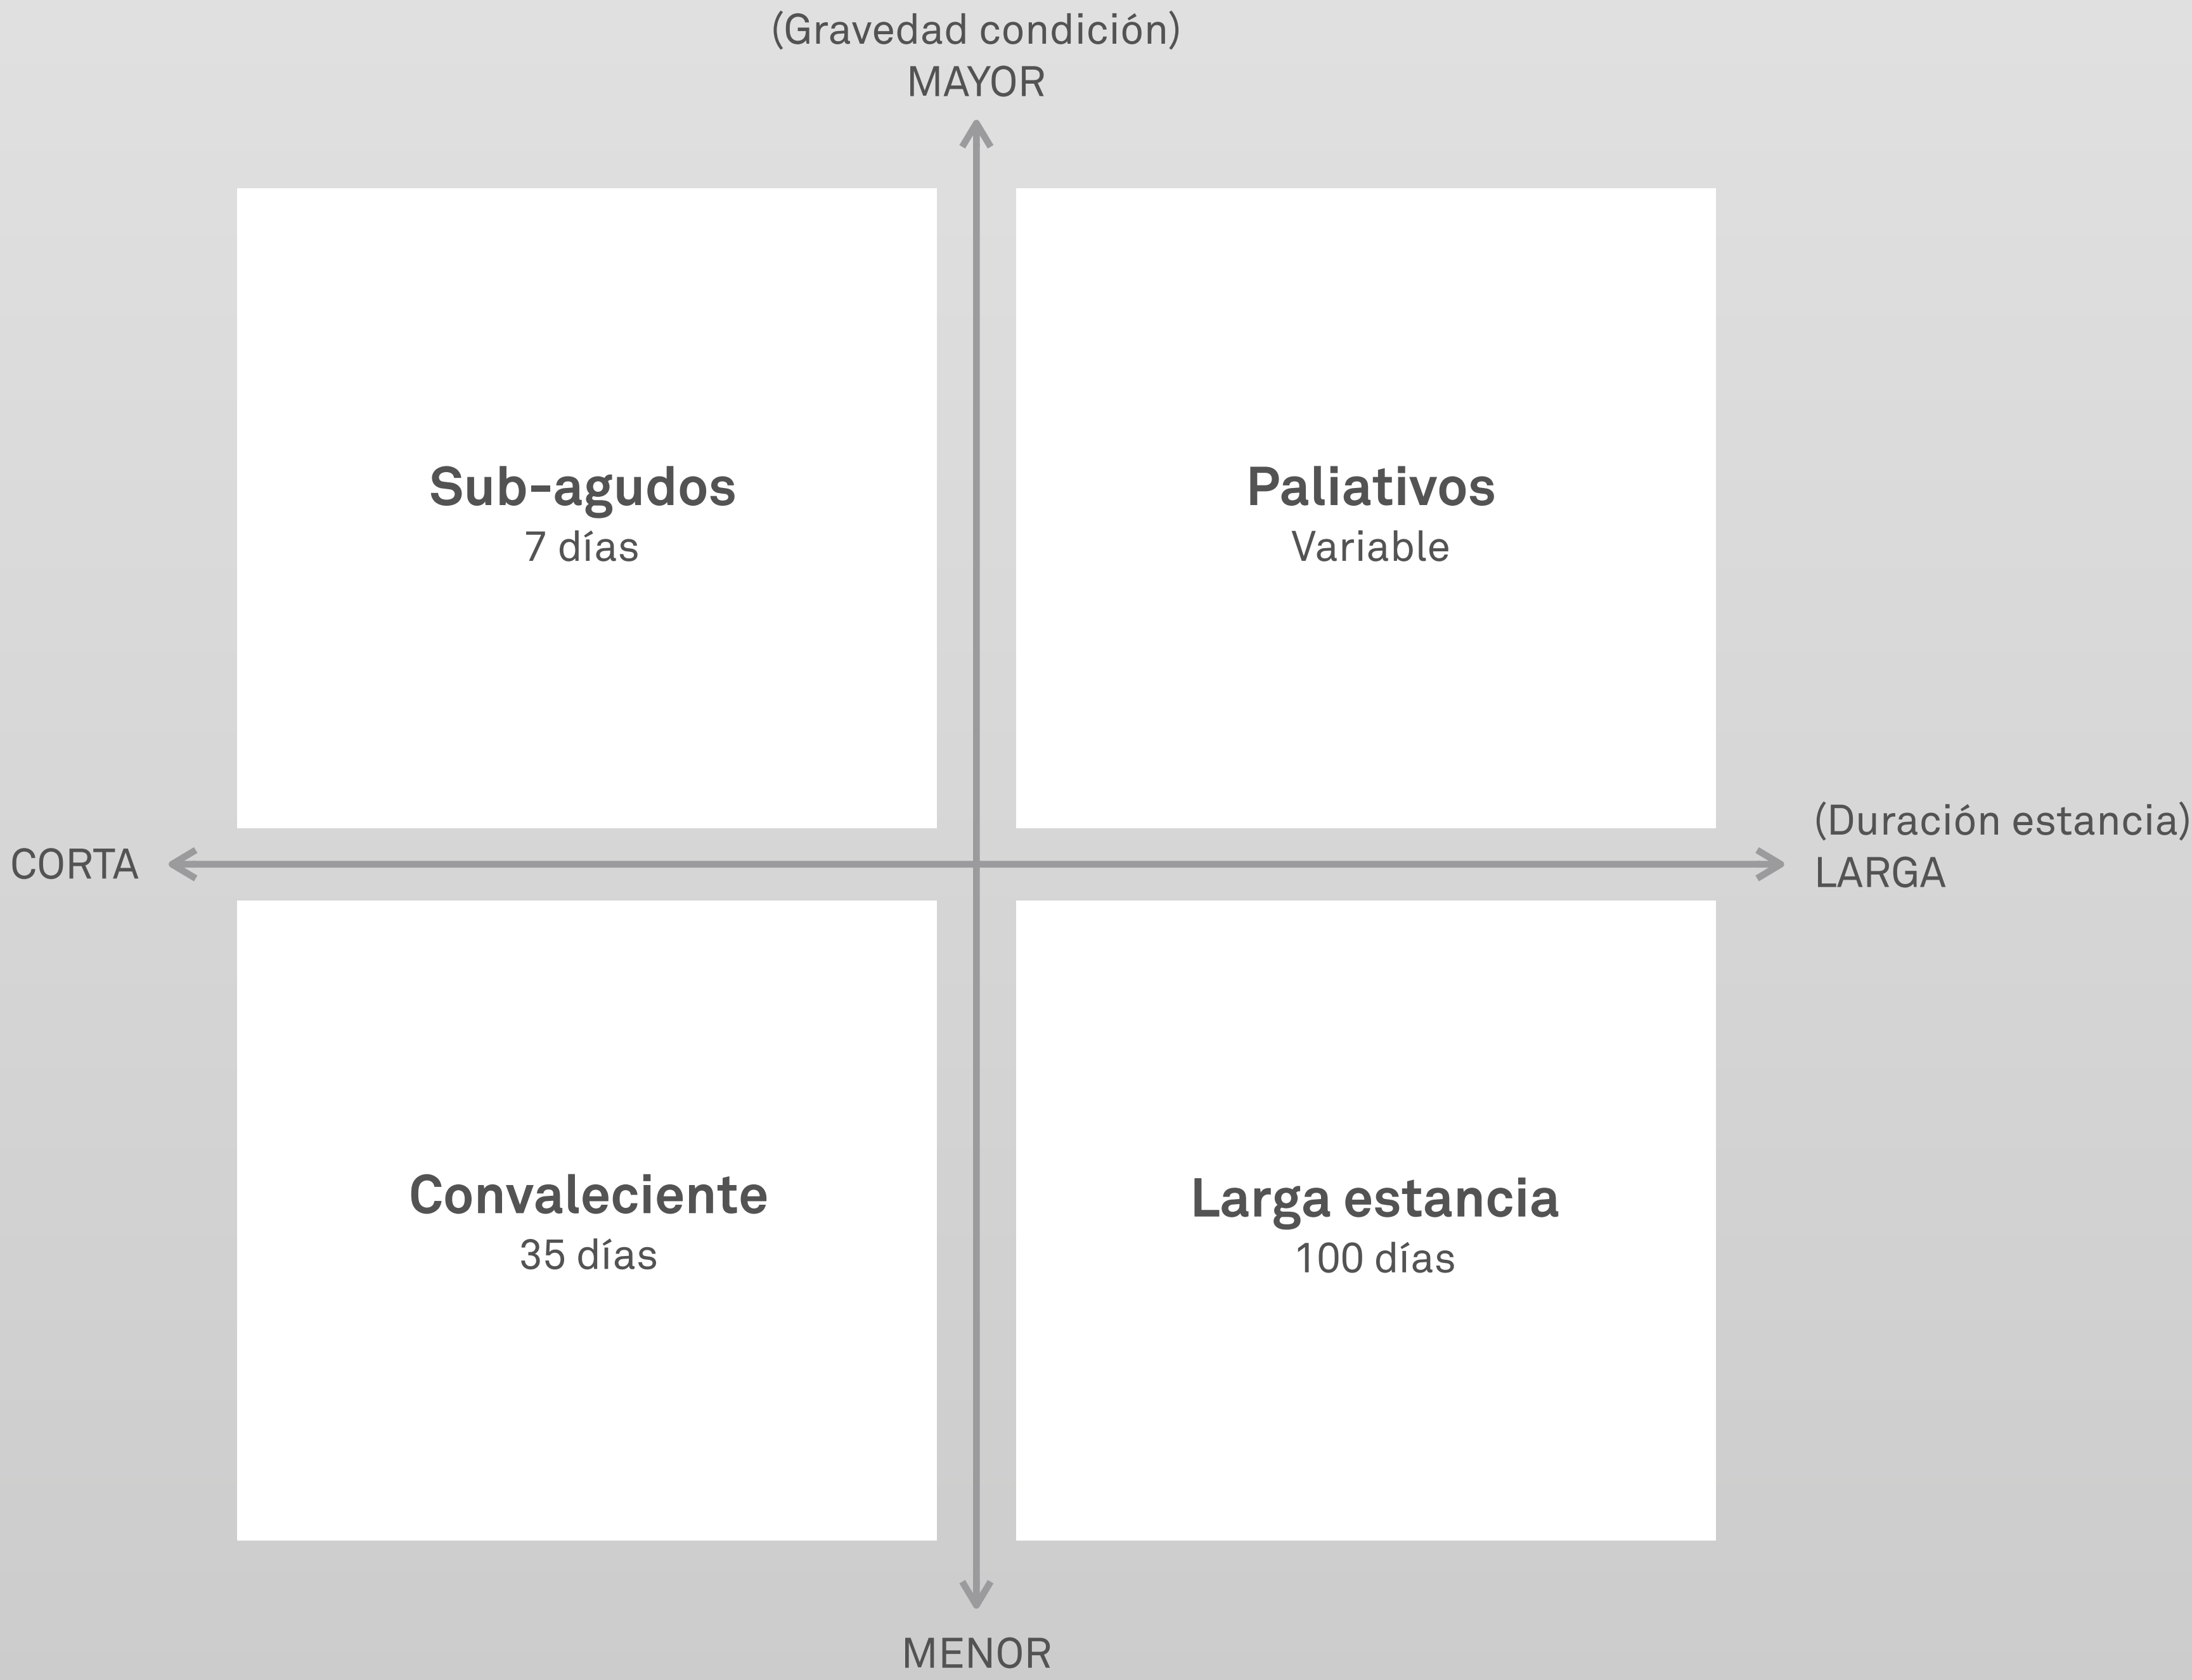 (Gravedad condición)
MAYOR
Sub-agudos
7 días
Paliativos
Variable
CORTA
(Duración estancia)
LARGA
Convaleciente
35 días
Larga estancia
100 días
MENOR